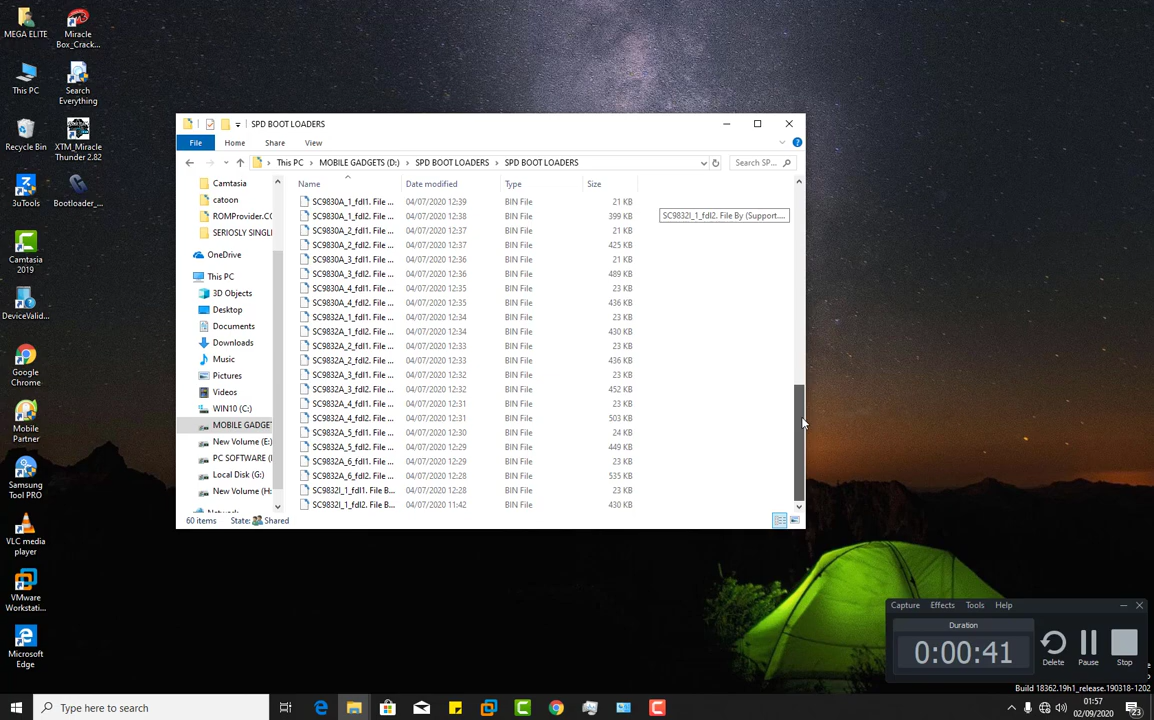 MEGA ELITE
Miracle
Box_Crack...
This PC
Search
Everything
Recycle Bin
XTM_Miracle
Thunder 2.82
3uTools
Bootloader_...
Camtasia
2019
DeviceValid...
Google
Chrome
Mobile
Partner
Samsung
Tool PRO
VLC media
player
VMware
Workstati...
Microsoft
Edge
SPD BOOT LOADERS
File Home Share View
This PC > MOBILE GADGETS (D:) > SPD BOOT LOADERS > SPD BOOT LOADERS
Search SP...
Camtasia
catoon
ROMProvider.CO
SERIOSLY SINGLE
OneDrive
This PC
3D Objects
Desktop
Documents
Downloads
Music
Pictures
Videos
WIN10 (C:)
MOBILE GADGET
New Volume (E:)
PC SOFTWARE (
Local Disk (G:)
New Volume (H:
Network
Name Date modified Type Size
SC9830A_1_fdl1. File ... 04/07/2020 12:39 BIN File 21 KB
SC9830A_1_fdl2. File ... 04/07/2020 12:38 BIN File 399 KB
SC9830A_2_fdl1. File ... 04/07/2020 12:37 BIN File 21 KB
SC9830A_2_fdl2. File ... 04/07/2020 12:37 BIN File 425 KB
SC9830A_3_fdl1. File ... 04/07/2020 12:36 BIN File 21 KB
SC9830A_3_fdl2. File ... 04/07/2020 12:36 BIN File 489 KB
SC9830A_4_fdl1. File ... 04/07/2020 12:35 BIN File 23 KB
SC9830A_4_fdl2. File ... 04/07/2020 12:35 BIN File 436 KB
SC9832A_1_fdl1. File ... 04/07/2020 12:34 BIN File 23 KB
SC9832A_1_fdl2. File ... 04/07/2020 12:34 BIN File 430 KB
SC9832A_2_fdl1. File ... 04/07/2020 12:33 BIN File 23 KB
SC9832A_2_fdl2. File ... 04/07/2020 12:33 BIN File 436 KB
SC9832A_3_fdl1. File ... 04/07/2020 12:32 BIN File 23 KB
SC9832A_3_fdl2. File ... 04/07/2020 12:32 BIN File 452 KB
SC9832A_4_fdl1. File ... 04/07/2020 12:31 BIN File 23 KB
SC9832A_4_fdl2. File ... 04/07/2020 12:31 BIN File 503 KB
SC9832A_5_fdl1. File ... 04/07/2020 12:30 BIN File 24 KB
SC9832A_5_fdl2. File ... 04/07/2020 12:29 BIN File 449 KB
SC9832A_6_fdl1. File ... 04/07/2020 12:29 BIN File 23 KB
SC9832A_6_fdl2. File ... 04/07/2020 12:28 BIN File 535 KB
SC9832I_1_fdl1. File B... 04/07/2020 12:28 BIN File 23 KB
SC9832I_1_fdl2. File B... 04/07/2020 11:42 BIN File 430 KB
SC9832I_1_fdl2. File By (Support....
60 items State: Shared
Capture Effects Tools Help
Duration
0:00:41
Delete Pause Stop
Build 18362.19h1_release.190318-1202
Type here to search
01:57
02/09/2020
23